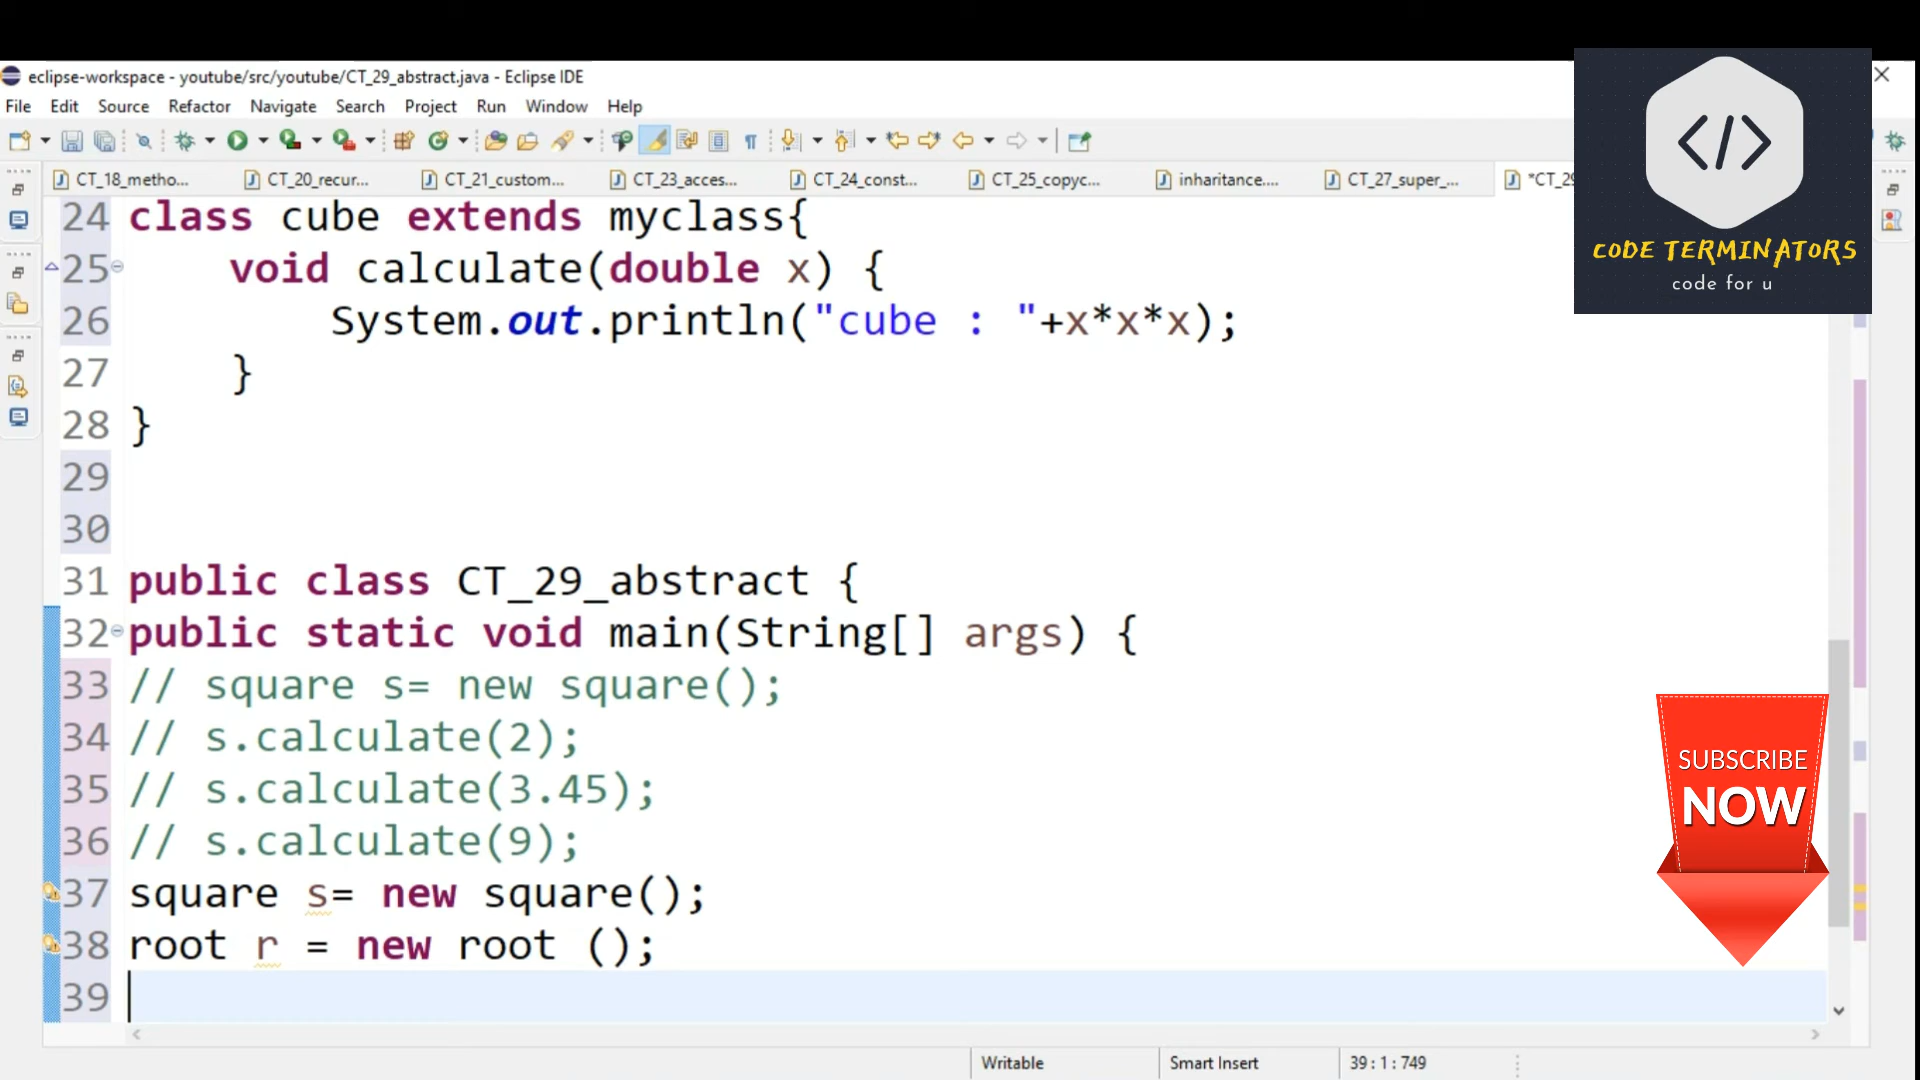 eclipse-workspace - youtube/src/youtube/CT_29_abstract.java - Eclipse IDE
File Edit Source Refactor Navigate Search Project Run Window Help
CT_18_metho... CT_20_recur... CT_21_custom... CT_23_acces... CT_24_const... CT_25_copyc... inheritance.... CT_27_super_... *CT_29
</>
CODE TERMINATORS
code for u
24 class cube extends myclass{
25 void calculate(double x) {
26 System.out.println("cube : "+x*x*x);
27 }
28 }
29
30
31 public class CT_29_abstract {
32 public static void main(String[] args) {
33 // square s= new square();
34 // s.calculate(2);
35 // s.calculate(3.45);
36 // s.calculate(9);
37 square s= new square();
38 root r = new root ();
39
SUBSCRIBE
NOW
Writable Smart Insert 39 : 1 : 749